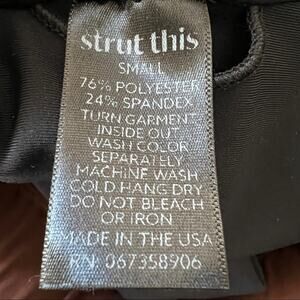 strut this
SMALL
76% POLYESTER
24% SPANDEX
TURN GARMENT
INSIDE OUT
WASH COLOR
SEPARATELY
MACHINE WASH
COLD HANG DRY
DO NOT BLEACH
OR IRON
MADE IN THE USA
RN 067358906